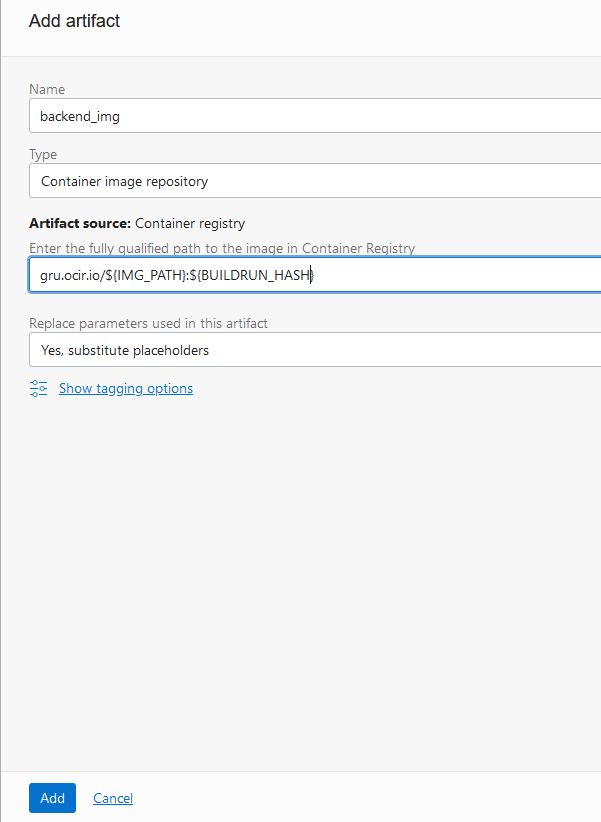 Add artifact
Name
backend_img
Type
Container image repository
Artifact source: Container registry
Enter the fully qualified path to the image in Container Registry
gru.ocir.io/${IMG_PATH}:${BUILDRUN_HASH}
Replace parameters used in this artifact
Yes, substitute placeholders
Show tagging options
Add Cancel